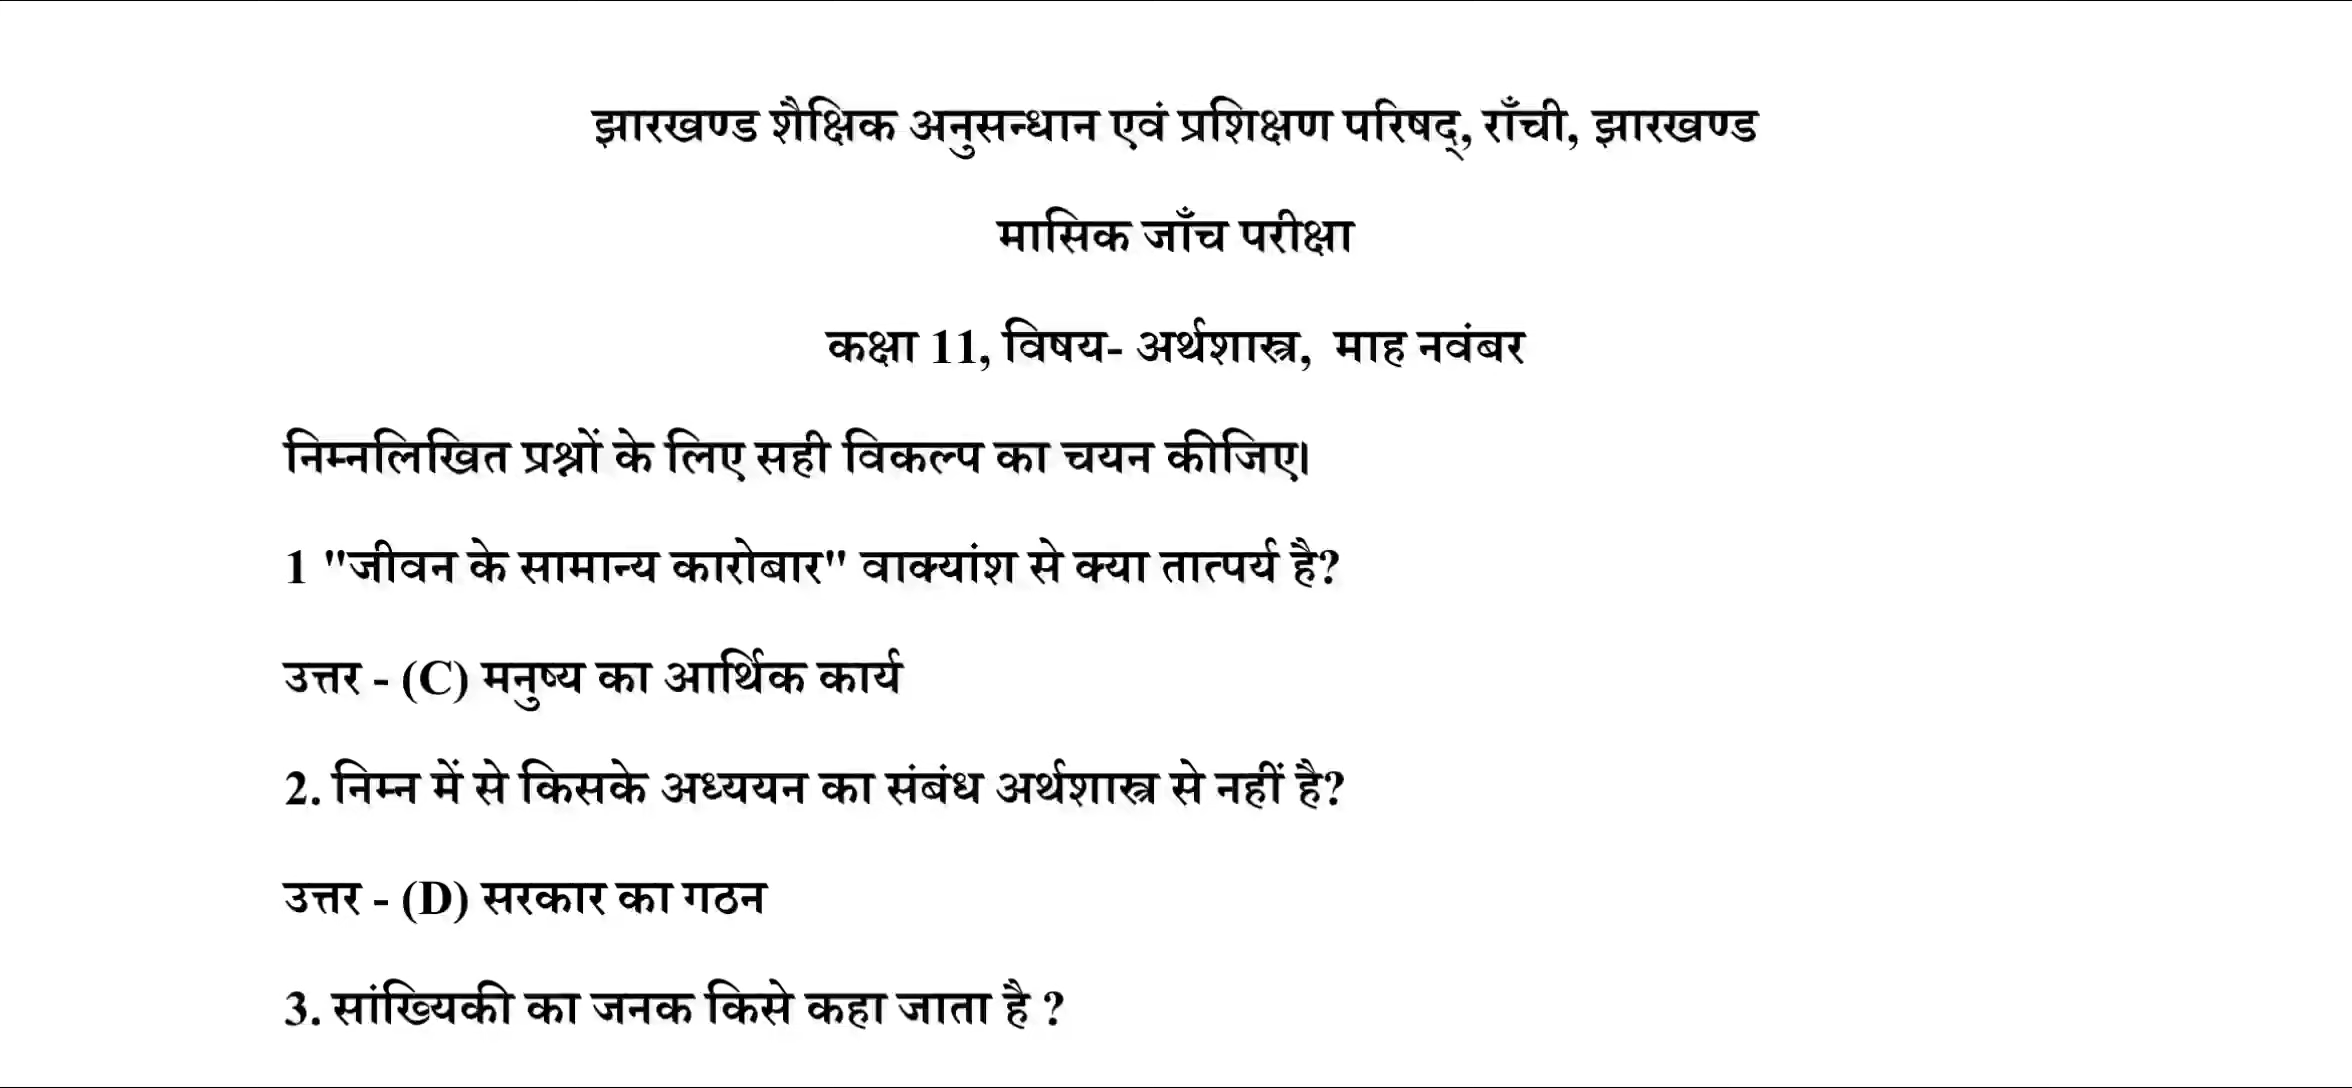 झारखण्ड शैक्षिक अनुसन्धान एवं प्रशिक्षण परिषद्, राँची, झारखण्ड
मासिक जाँच परीक्षा
कक्षा 11, विषय- अर्थशास्त्र, माह नवंबर
निम्नलिखित प्रश्नों के लिए सही विकल्प का चयन कीजिए।
1 "जीवन के सामान्य कारोबार" वाक्यांश से क्या तात्पर्य है?
उत्तर - (C) मनुष्य का आर्थिक कार्य
2. निम्न में से किसके अध्ययन का संबंध अर्थशास्त्र से नहीं है?
उत्तर - (D) सरकार का गठन
3. सांख्यिकी का जनक किसे कहा जाता है ?